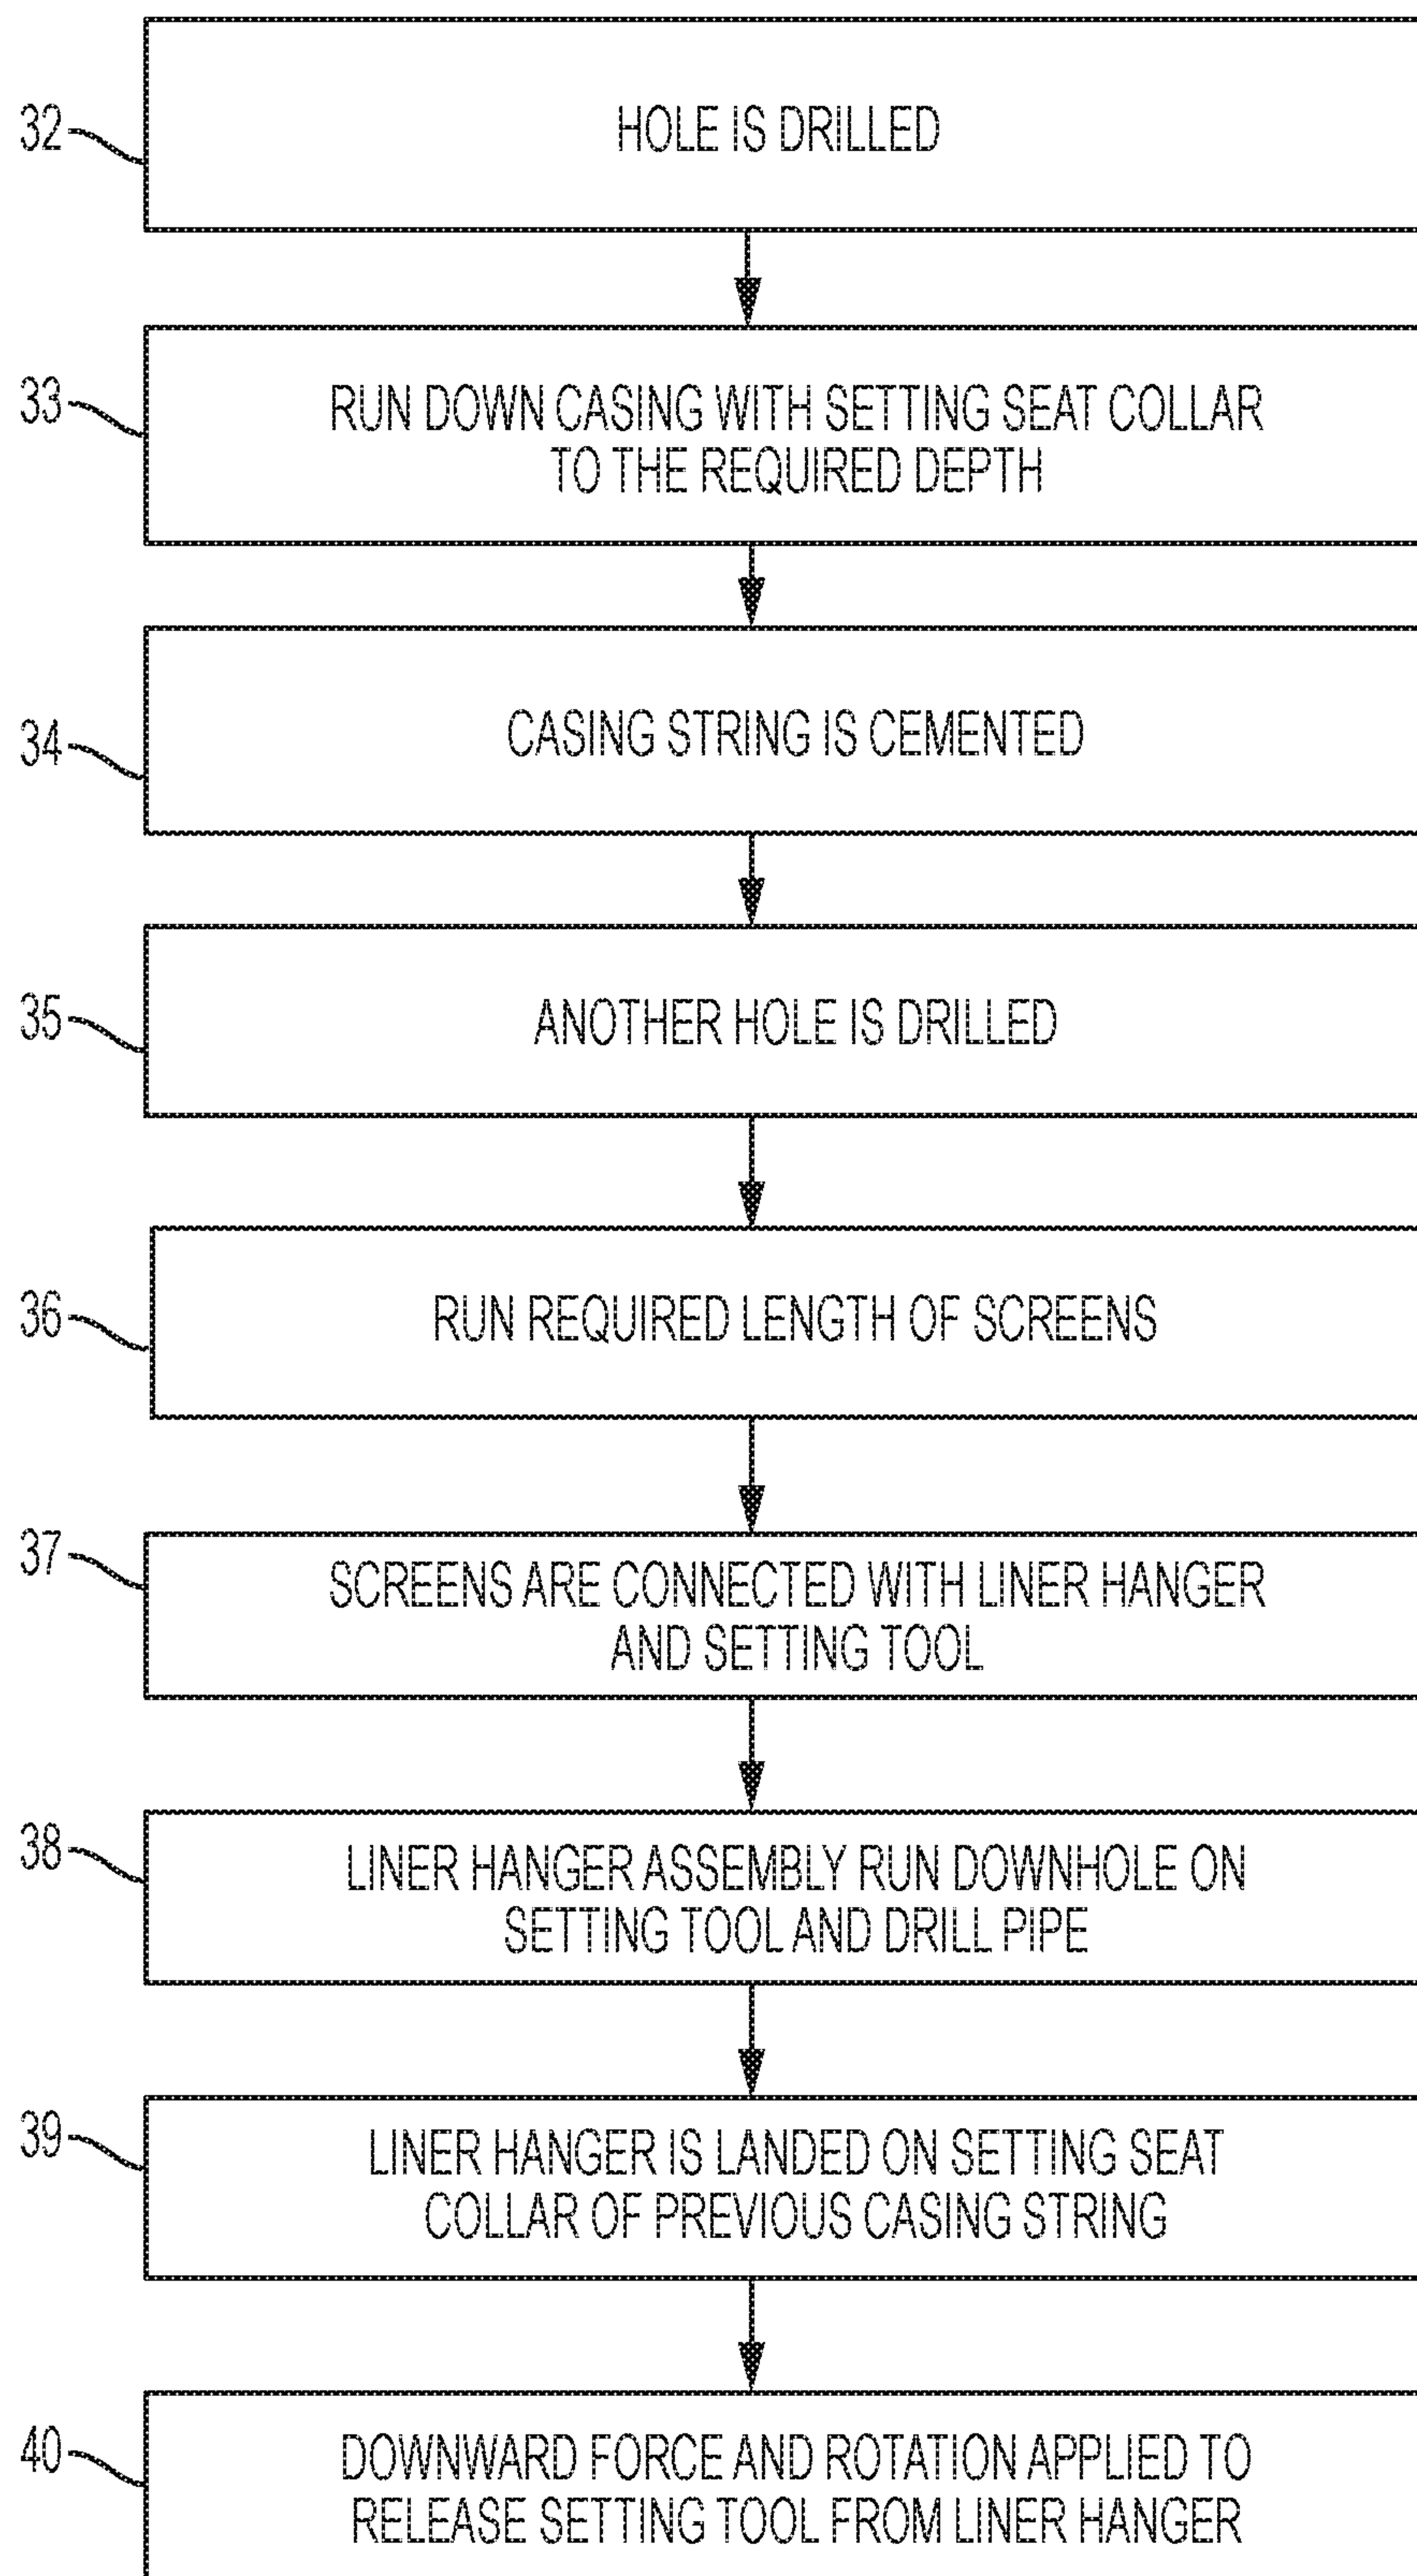 32
HOLE IS DRILLED
33
RUN DOWN CASING WITH SETTING SEAT COLLAR
TO THE REQUIRED DEPTH
34
CASING STRING IS CEMENTED
35
ANOTHER HOLE IS DRILLED
36
RUN REQUIRED LENGTH OF SCREENS
37
SCREENS ARE CONNECTED WITH LINER HANGER
AND SETTING TOOL
38
LINER HANGER ASSEMBLY RUN DOWNHOLE ON
SETTING TOOL AND DRILL PIPE
39
LINER HANGER IS LANDED ON SETTING SEAT
COLLAR OF PREVIOUS CASING STRING
40
DOWNWARD FORCE AND ROTATION APPLIED TO
RELEASE SETTING TOOL FROM LINER HANGER